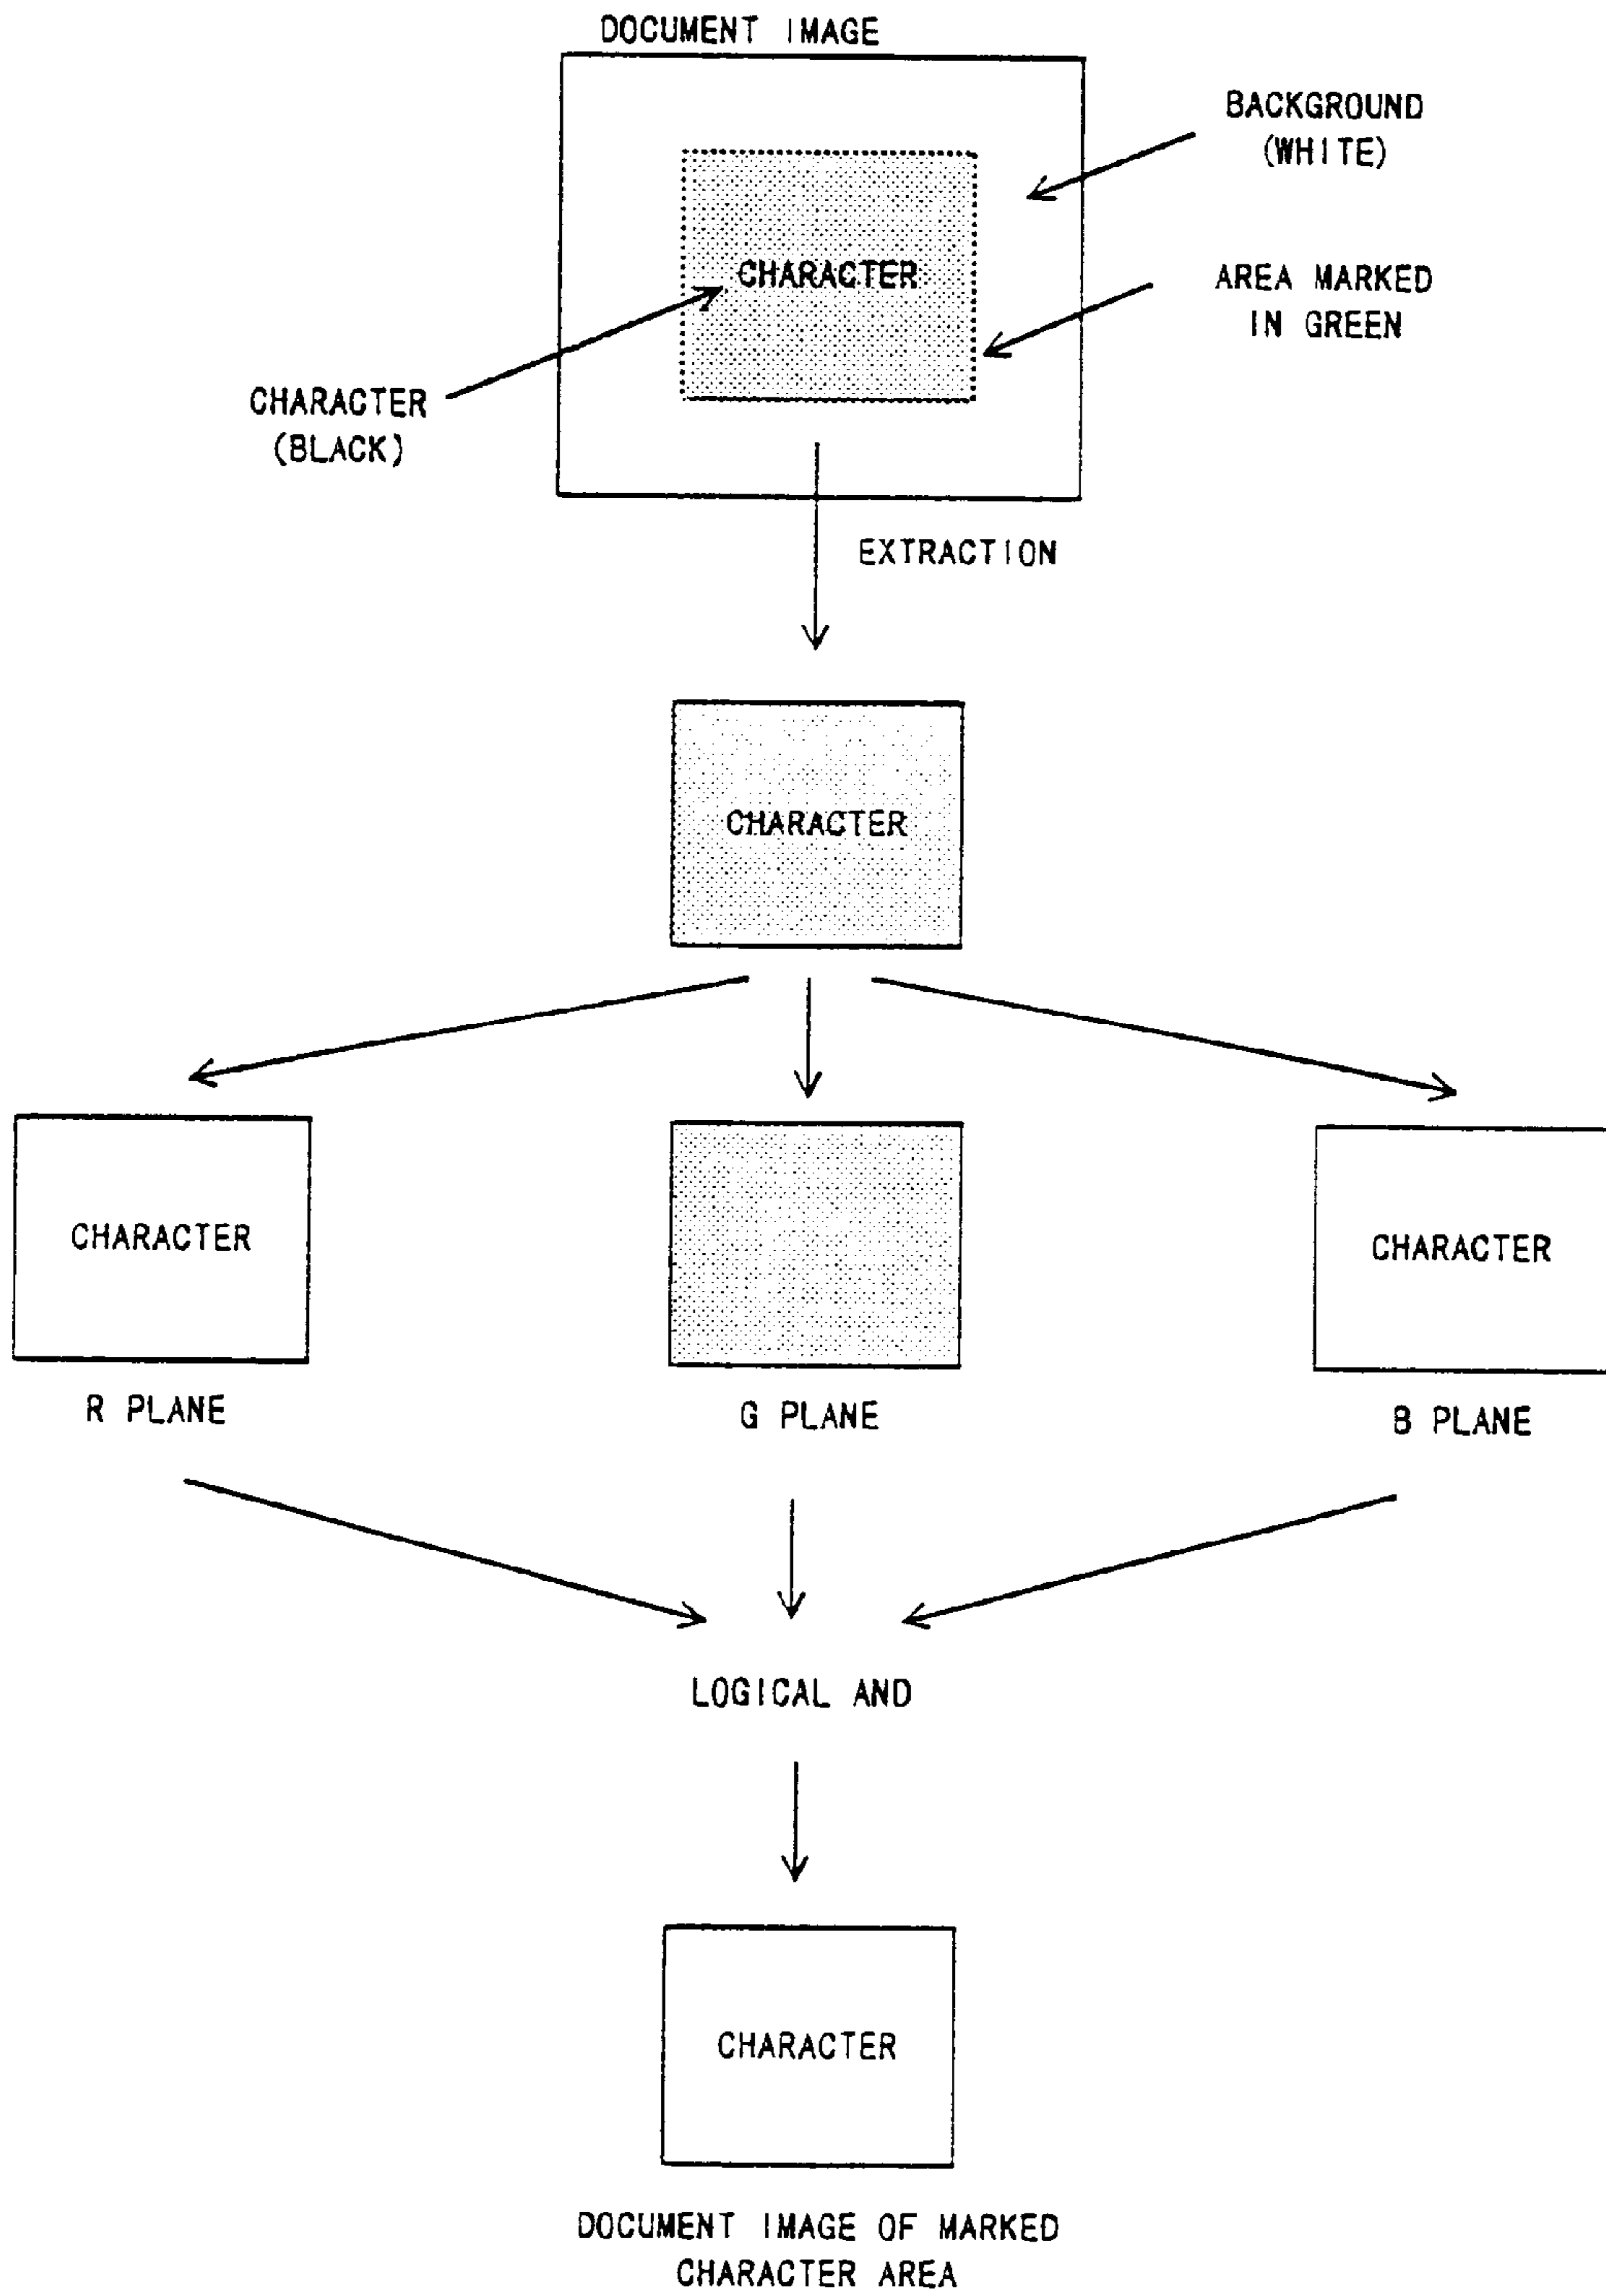 DOCUMENT IMAGE
BACKGROUND
(WHITE)
CHARACTER
AREA MARKED
IN GREEN
CHARACTER
(BLACK)
EXTRACTION
CHARACTER
CHARACTER
CHARACTER
R PLANE
G PLANE
B PLANE
LOGICAL AND
CHARACTER
DOCUMENT IMAGE OF MARKED
CHARACTER AREA